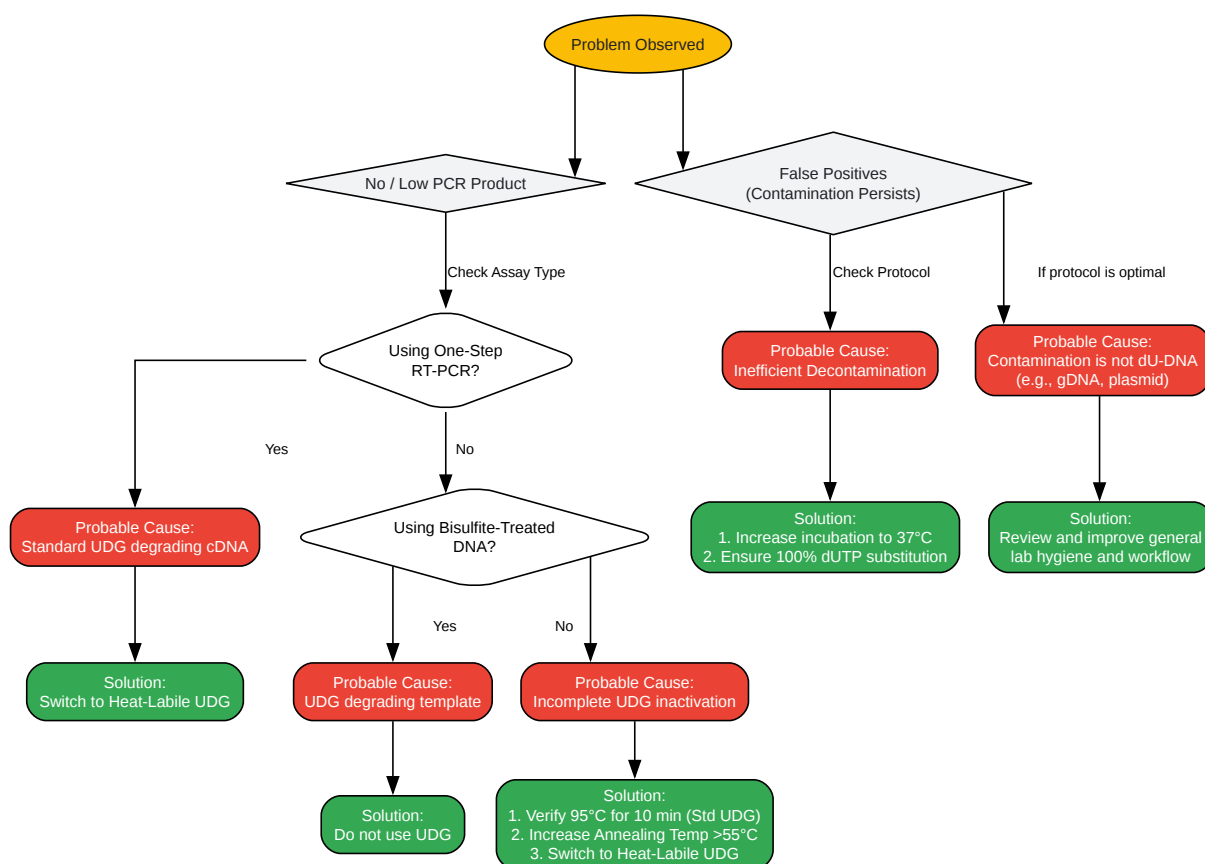 Problem Observed
No / Low PCR Product
False Positives
(Contamination Persists)
Check Assay Type
Check Protocol
If protocol is optimal
Using One-Step
RT-PCR?
Probable Cause:
Inefficient Decontamination
Probable Cause:
Contamination is not dU-DNA
(e.g., gDNA, plasmid)
Yes
No
Probable Cause:
Standard UDG degrading cDNA
Using Bisulfite-Treated
DNA?
Solution:
1. Increase incubation to 37°C
2. Ensure 100% dUTP substitution
Solution:
Review and improve general
lab hygiene and workflow
Yes
No
Solution:
Switch to Heat-Labile UDG
Probable Cause:
UDG degrading template
Probable Cause:
Incomplete UDG inactivation
Solution:
Do not use UDG
Solution:
1. Verify 95°C for 10 min (Std UDG)
2. Increase Annealing Temp >55°C
3. Switch to Heat-Labile UDG